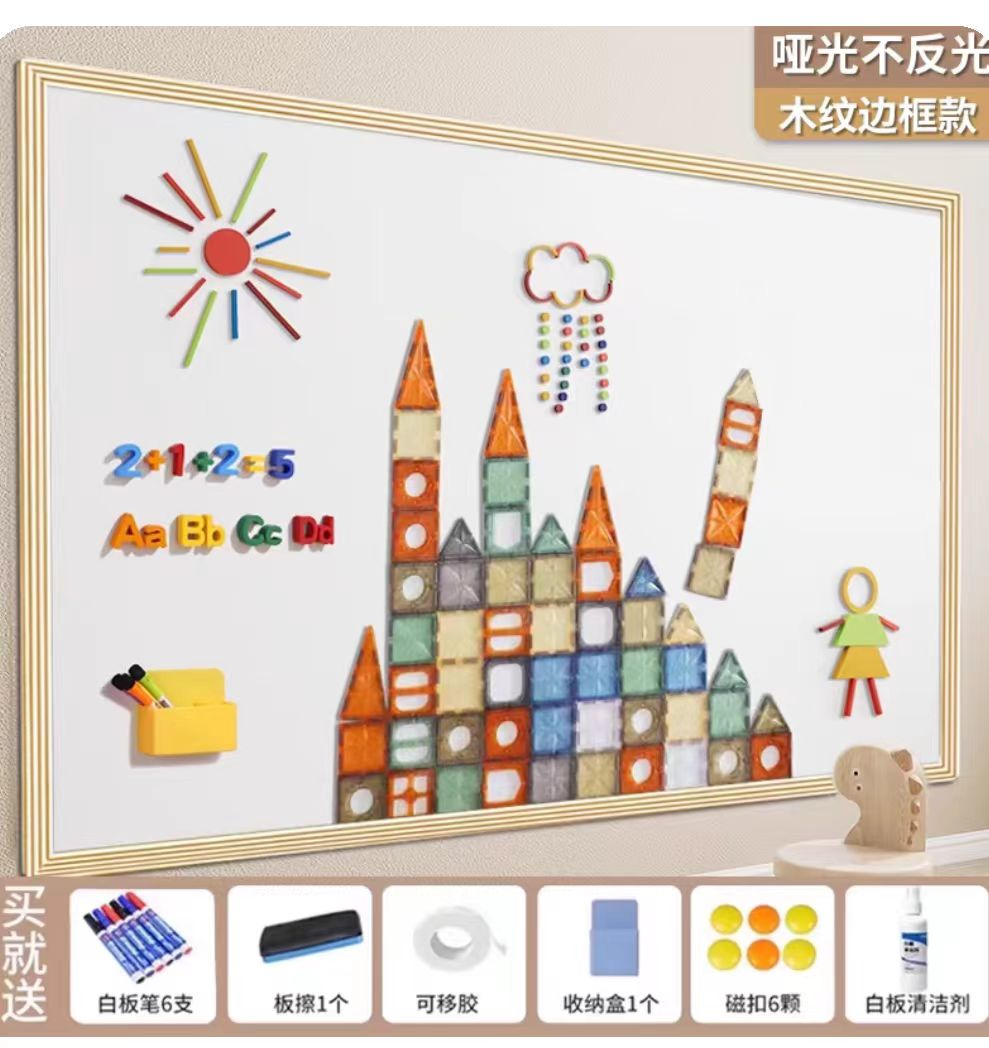 哑光不反光
木纹边框款
2+1+2=5
Aa Bb Cc Dd
买就送
白板笔6支
板擦1个
可移胶
收纳盒1个
磁扣6颗
白板清洁剂